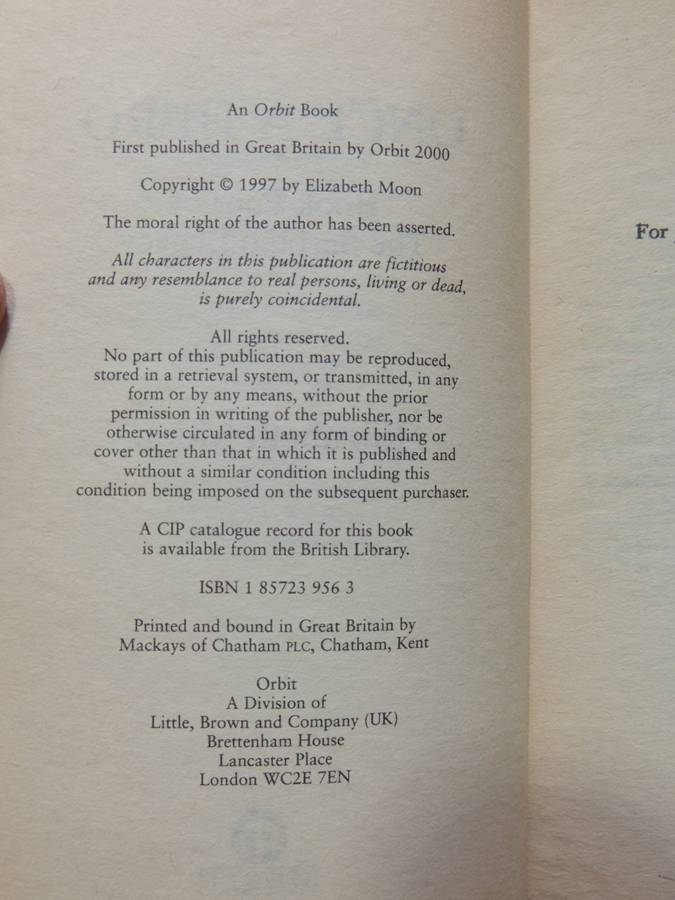 An Orbit Book
First published in Great Britain by Orbit 2000
Copyright © 1997 by Elizabeth Moon
The moral right of the author has been asserted.
All characters in this publication are fictitious
and any resemblance to real persons, living or dead,
is purely coincidental.
All rights reserved.
No part of this publication may be reproduced,
stored in a retrieval system, or transmitted, in any
form or by any means, without the prior
permission in writing of the publisher, nor be
otherwise circulated in any form of binding or
cover other than that in which it is published and
without a similar condition including this
condition being imposed on the subsequent purchaser.
A CIP catalogue record for this book
is available from the British Library.
ISBN 1 85723 956 3
Printed and bound in Great Britain by
Mackays of Chatham PLC, Chatham, Kent
Orbit
A Division of
Little, Brown and Company (UK)
Brettenham House
Lancaster Place
London WC2E 7EN
For